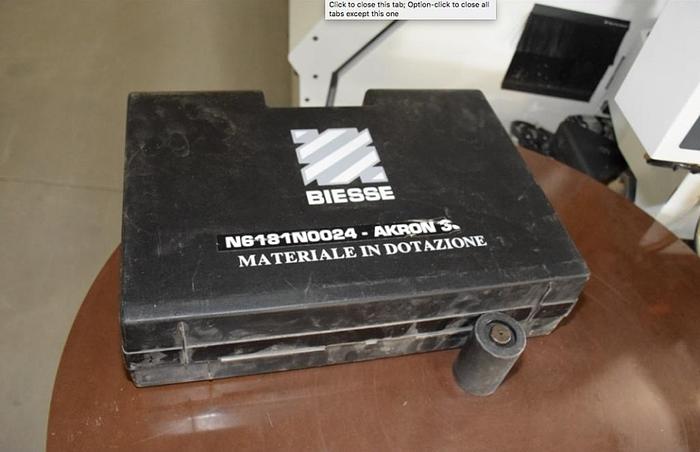 Click to close this tab; Option-click to close all
tabs except this one
BIESSE
N6181N0024 - AKRON
MATERIALE IN DOTAZIONE